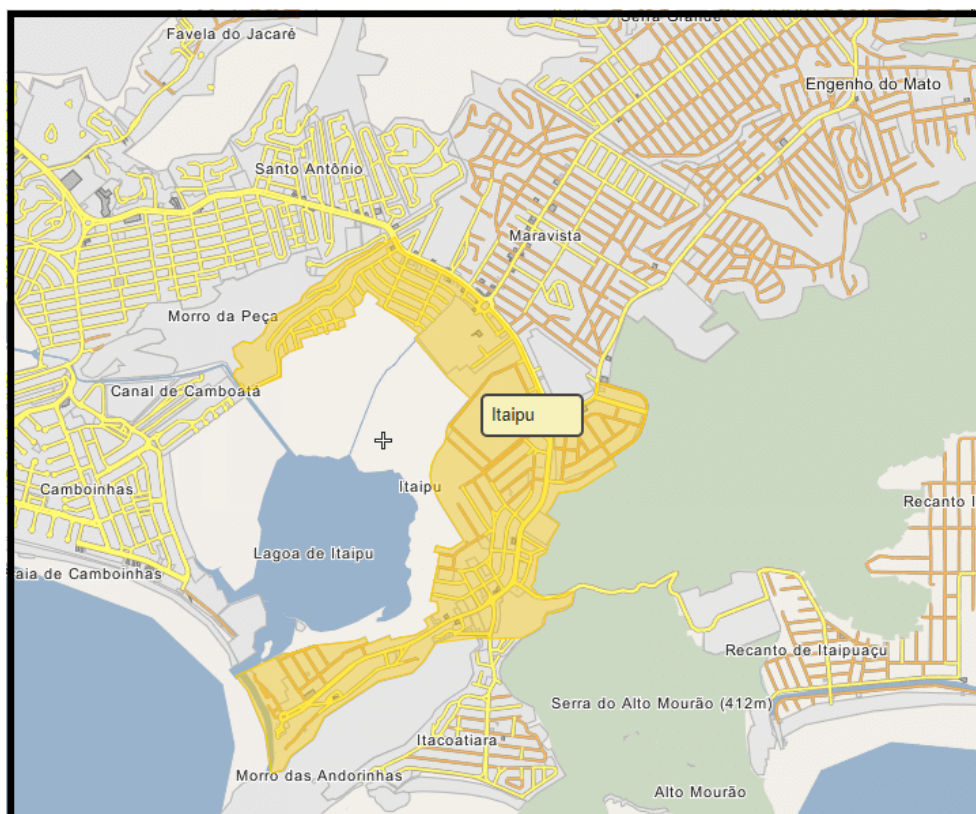 Serra Grande
Favela do Jacaré
Engenho do Mato
Santo Antônio
Maravista
Morro da Peça
Canal de Camboatá
Itaipu
Camboinhas
Itaipu
Recanto I
Lagoa de Itaipu
aia de Camboinhas
Recanto de Itaipuaçu
Serra do Alto Mourão (412m)
Itacoatiara
Morro das Andorinhas
Alto Mourão